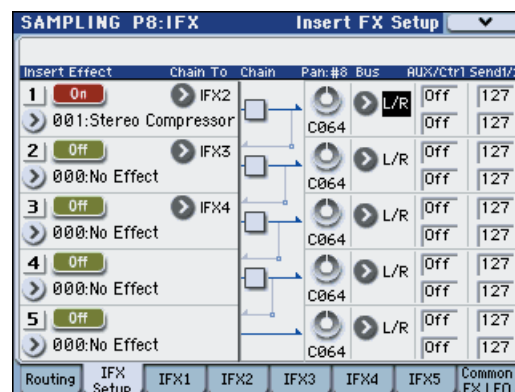 SAMPLING P8:IFX Insert FX Setup
Insert Effect Chain To Chain Pan:#8 Bus AUX/Ctrl Send1/
1 On IFX2 L/R Off 127
001:Stereo Compressor C064 Off 127
2 Off IFX3 L/R Off 127
000:No Effect C064 Off 127
3 Off IFX4 L/R Off 127
000:No Effect C064 Off 127
4 Off L/R Off 127
000:No Effect C064 Off 127
5 Off L/R Off 127
000:No Effect C064 Off 127
Routing IFX Setup IFX1 IFX2 IFX3 IFX4 IFX5 Common FX LFO